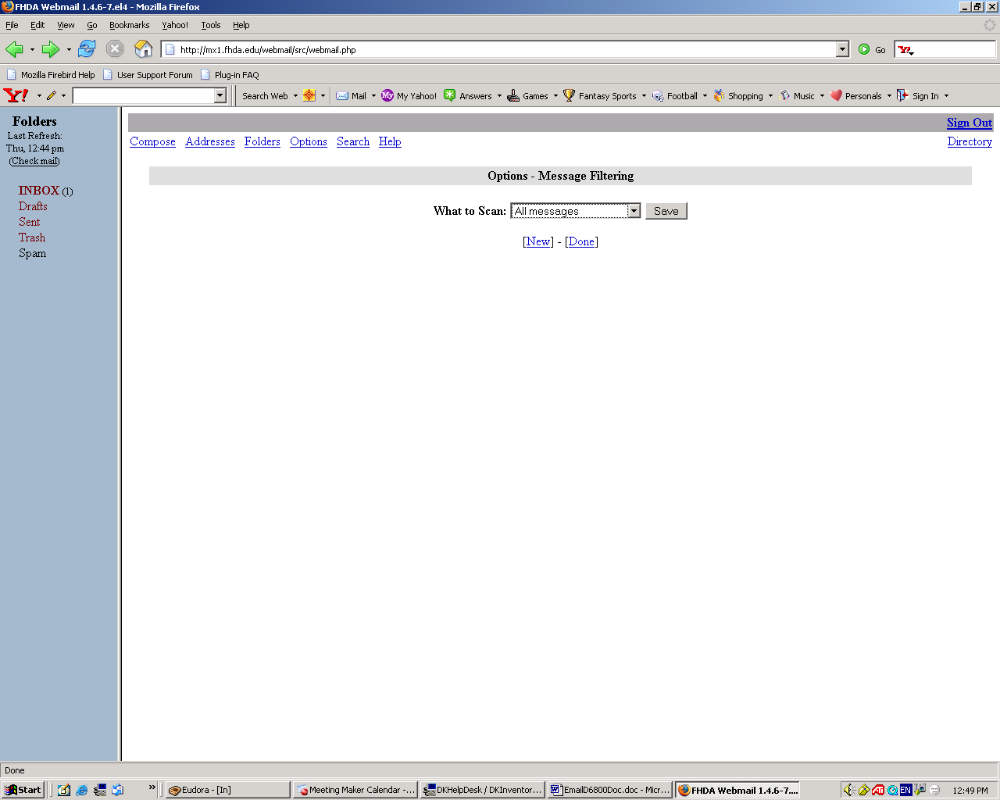 FHDA Webmail 1.4.6-7.el4 - Mozilla Firefox
File Edit View Go Bookmarks Yahoo! Tools Help
http://mx1.fhda.edu/webmail/src/webmail.php Go Y!
Mozilla Firebird Help User Support Forum Plug-in FAQ
Y! Search Web Mail My My Yahoo! Answers Games Fantasy Sports Football Shopping Music Personals Sign In
Folders
Last Refresh:
Thu, 12:44 pm
(Check mail)
INBOX (1)
Drafts
Sent
Trash
Spam
Sign Out
Compose Addresses Folders Options Search Help Directory
Options - Message Filtering
What to Scan: All messages Save
[New] - [Done]
Done
Start Eudora - [In] Meeting Maker Calendar -... DKHelpDesk / DKInventor... EmailD6800Doc.doc - Micr... FHDA Webmail 1.4.6-7.... EN 12:49 PM